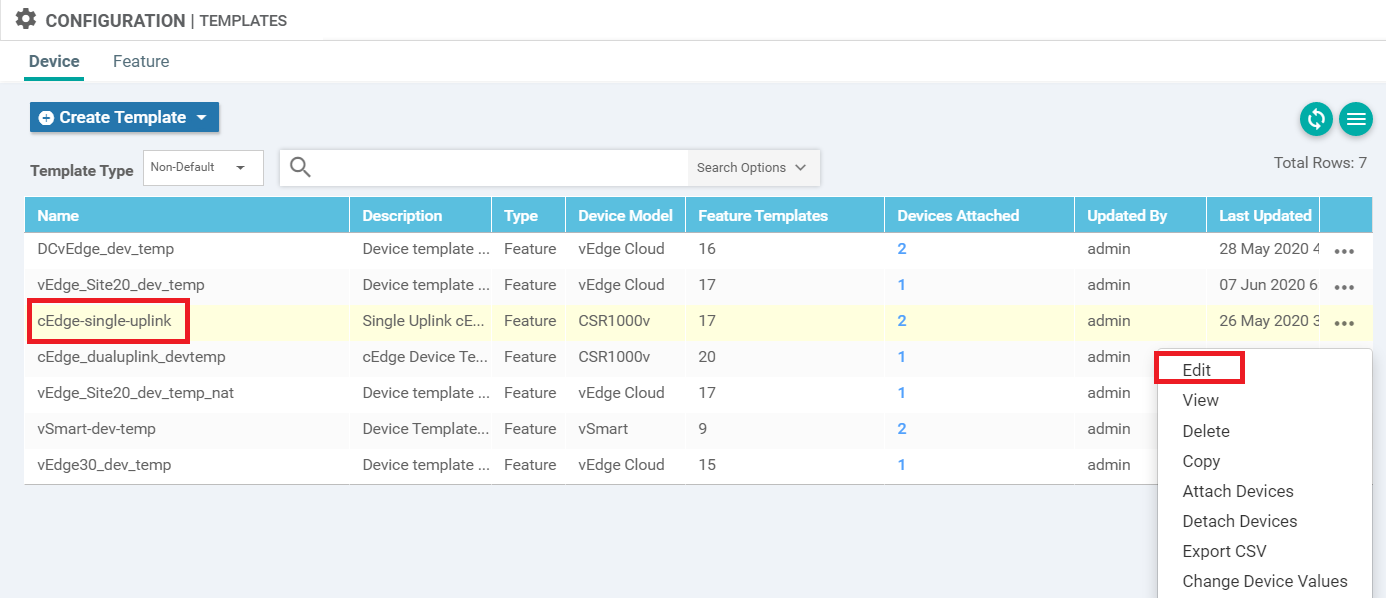 CONFIGURATION | TEMPLATES
Device Feature
Create Template
Template Type Non-Default Search Options Total Rows: 7
Name Description Type Device Model Feature Templates Devices Attached Updated By Last Updated
DCvEdge_dev_temp Device template ... Feature vEdge Cloud 16 2 admin 28 May 2020 4 •••
vEdge_Site20_dev_temp Device template ... Feature vEdge Cloud 17 1 admin 07 Jun 2020 6 •••
cEdge-single-uplink Single Uplink cE... Feature CSR1000v 17 2 admin 26 May 2020 3 •••
cEdge_dualuplink_devtemp cEdge Device Te... Feature CSR1000v 20 1 admin
vEdge_Site20_dev_temp_nat Device template ... Feature vEdge Cloud 17 1 admin
vSmart-dev-temp Device Template... Feature vSmart 9 2 admin
vEdge30_dev_temp Device template ... Feature vEdge Cloud 15 1 admin
Edit
View
Delete
Copy
Attach Devices
Detach Devices
Export CSV
Change Device Values